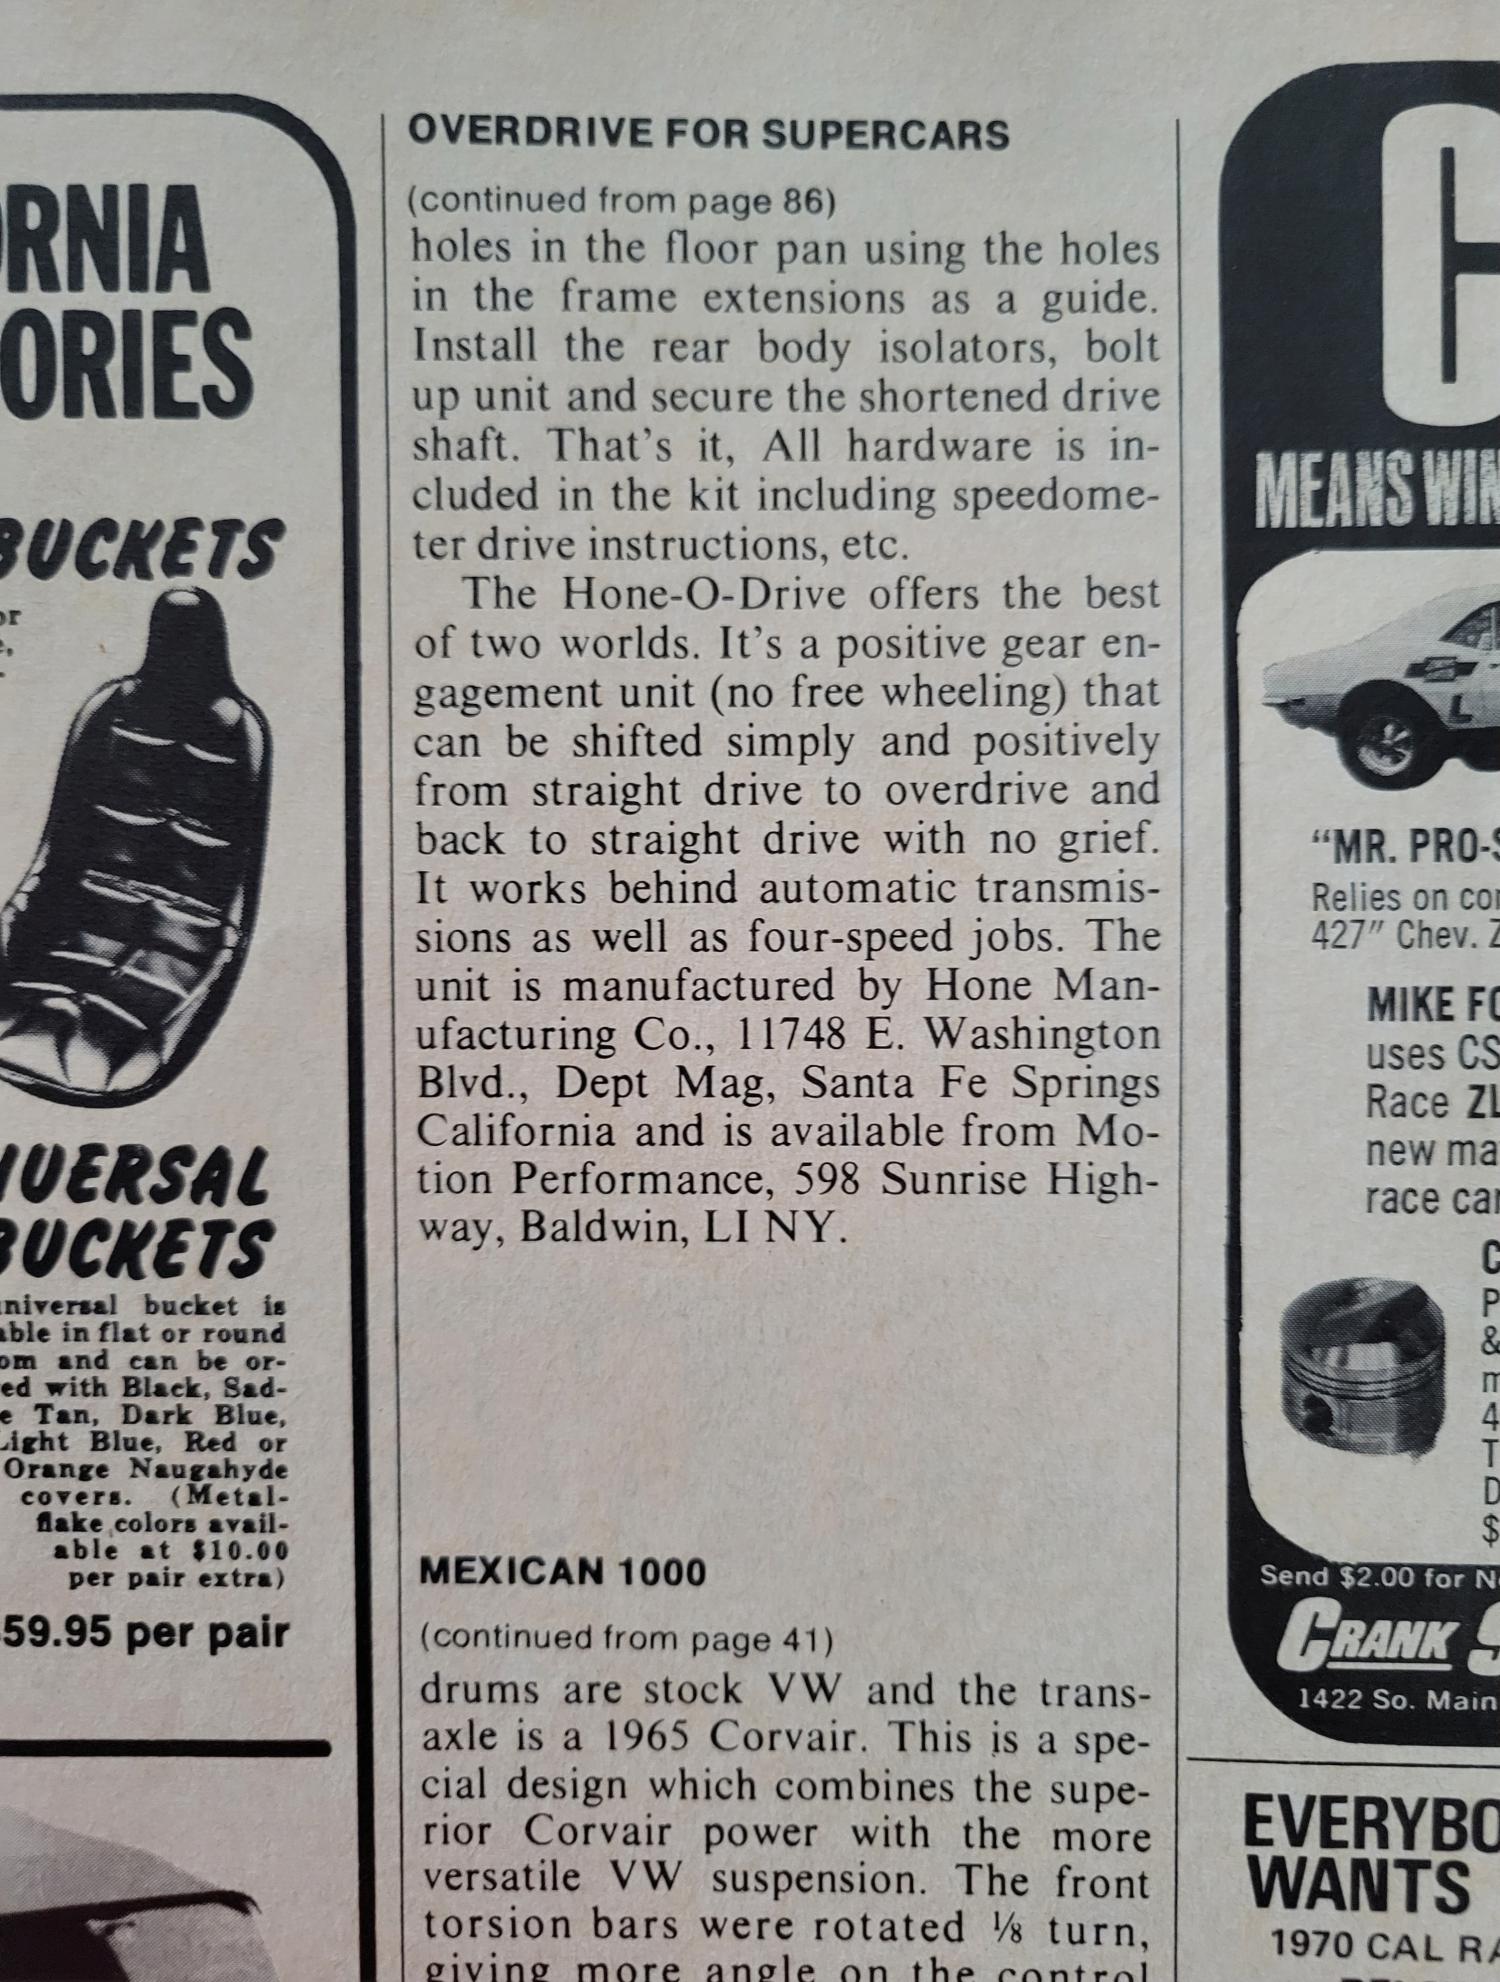 ORNIA
ORIES
BUCKETS
UERSAL
BUCKETS
universal bucket is
able in flat or round
om and can be or-
ed with Black, Sad-
e Tan, Dark Blue,
Light Blue, Red or
Orange Naugahyde
covers. (Metal-
flake colors avail-
able at $10.00
per pair extra)
59.95 per pair
OVERDRIVE FOR SUPERCARS
(continued from page 86)
holes in the floor pan using the holes
in the frame extensions as a guide.
Install the rear body isolators, bolt
up unit and secure the shortened drive
shaft. That's it, All hardware is in-
cluded in the kit including speedome-
ter drive instructions, etc.
The Hone-O-Drive offers the best
of two worlds. It's a positive gear en-
gagement unit (no free wheeling) that
can be shifted simply and positively
from straight drive to overdrive and
back to straight drive with no grief.
It works behind automatic transmis-
sions as well as four-speed jobs. The
unit is manufactured by Hone Man-
ufacturing Co., 11748 E. Washington
Blvd., Dept Mag, Santa Fe Springs
California and is available from Mo-
tion Performance, 598 Sunrise High-
way, Baldwin, LI NY.
MEXICAN 1000
(continued from page 41)
drums are stock VW and the trans-
axle is a 1965 Corvair. This is a spe-
cial design which combines the supe-
rior Corvair power with the more
versatile VW suspension. The front
torsion bars were rotated ⅛ turn,
giving more angle on the control
C
MEANS WIN
"MR. PRO-S
Relies on co
427" Chev. Z
MIKE FO
uses CS
Race ZL
new ma
race ca
Send $2.00 for N
CRANK S
1422 So. Main
EVERYBO
WANTS
1970 CAL RA